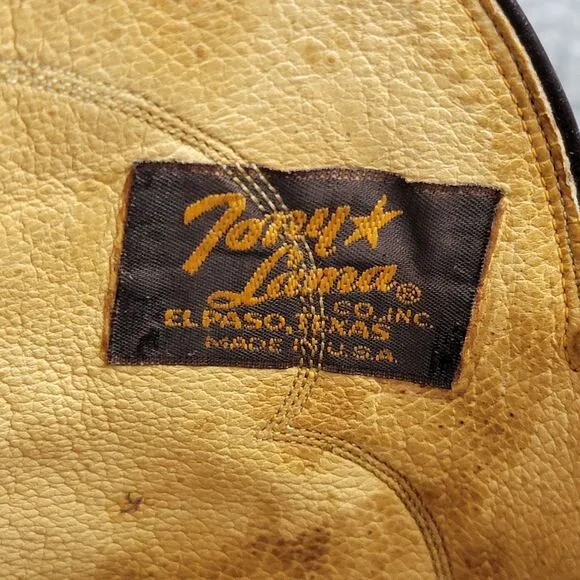 Tony
Lama®
CO., INC.
EL PASO, TEXAS
MADE IN U.S.A.